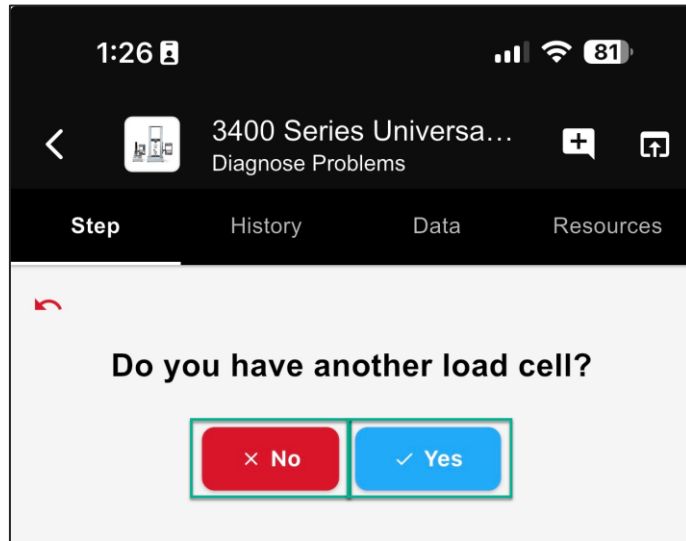 1:26
81
3400 Series Universa...
Diagnose Problems
Step History Data Resources
Do you have another load cell?
No Yes